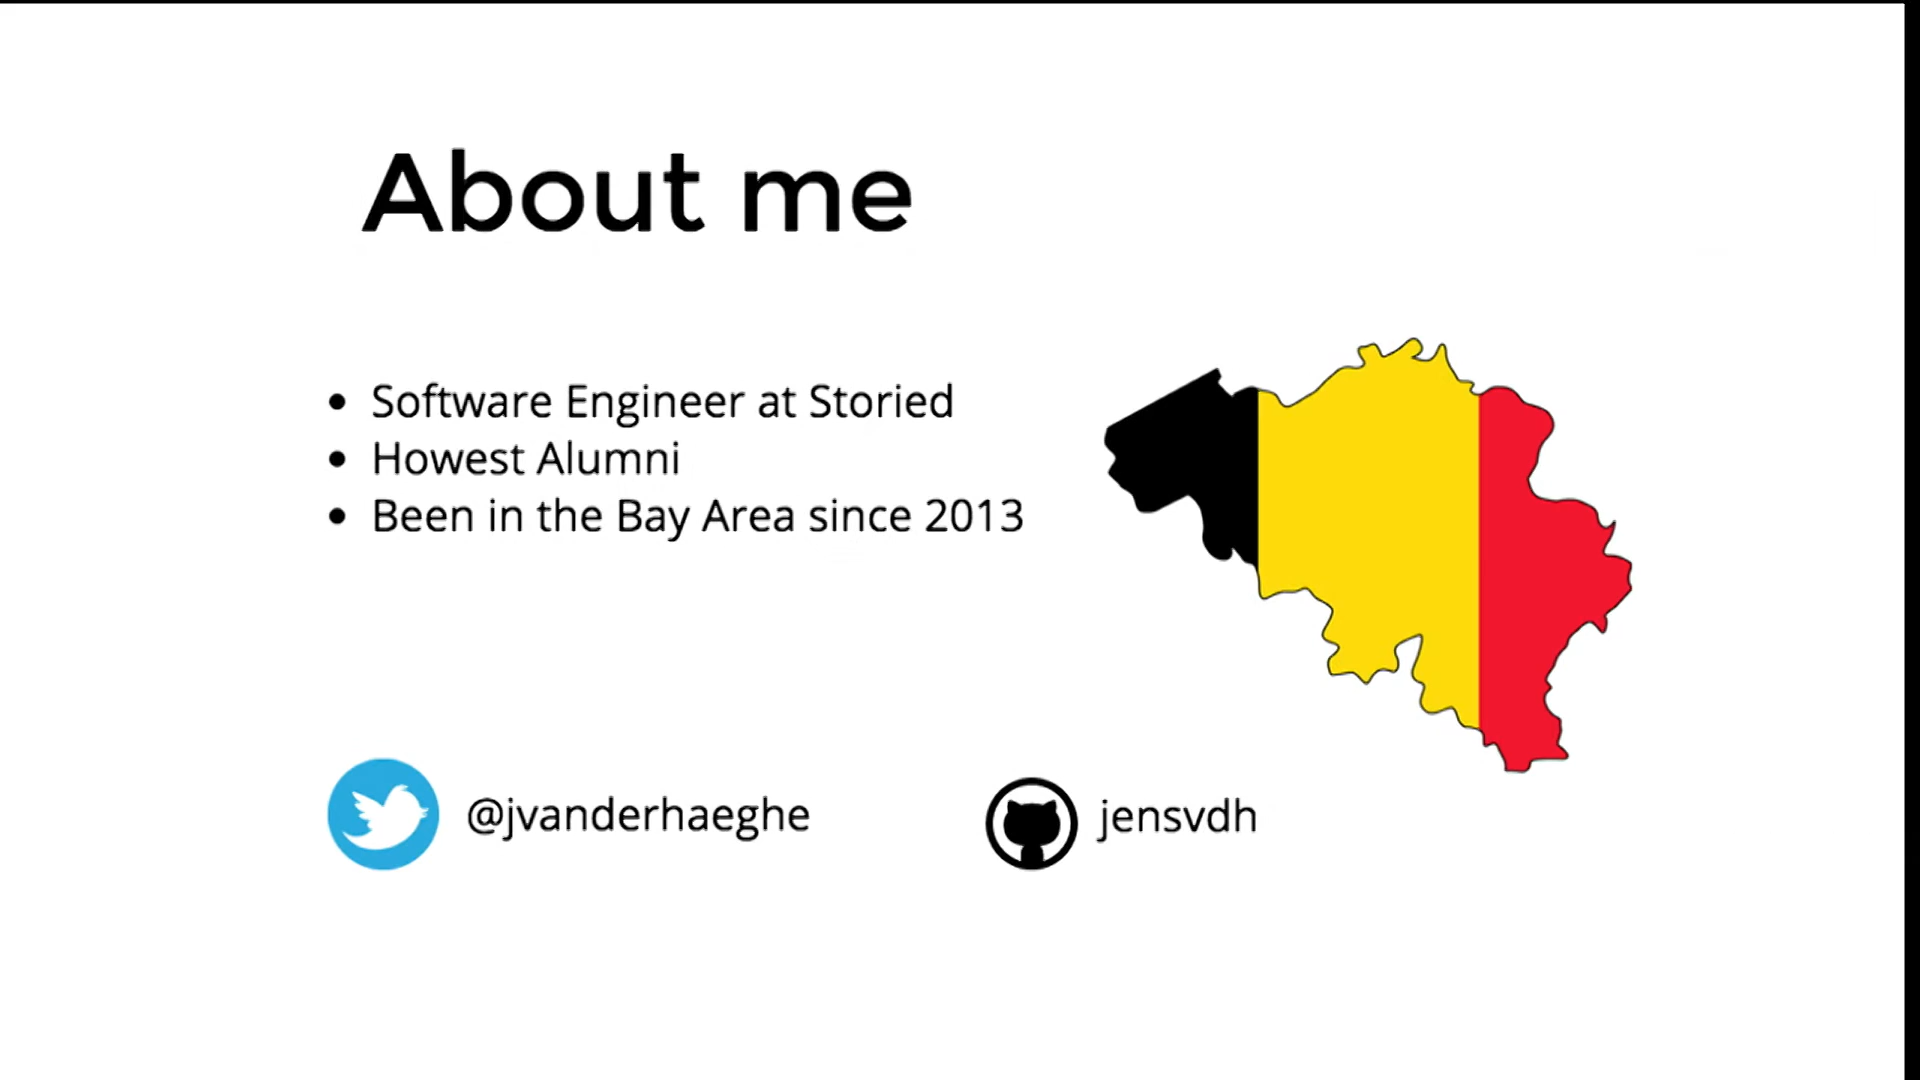 About me
Software Engineer at Storied
Howest Alumni
Been in the Bay Area since 2013
@jvanderhaeghe
jensvdh